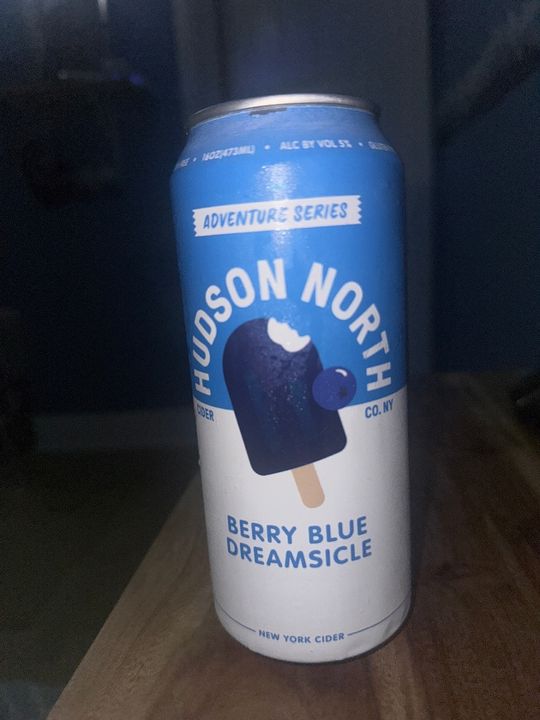 • 16OZ(473ML) • ALC BY VOL 5% •
ADVENTURE SERIES
HUDSON NORTH
CIDER CO. NY
BERRY BLUE
DREAMSICLE
NEW YORK CIDER